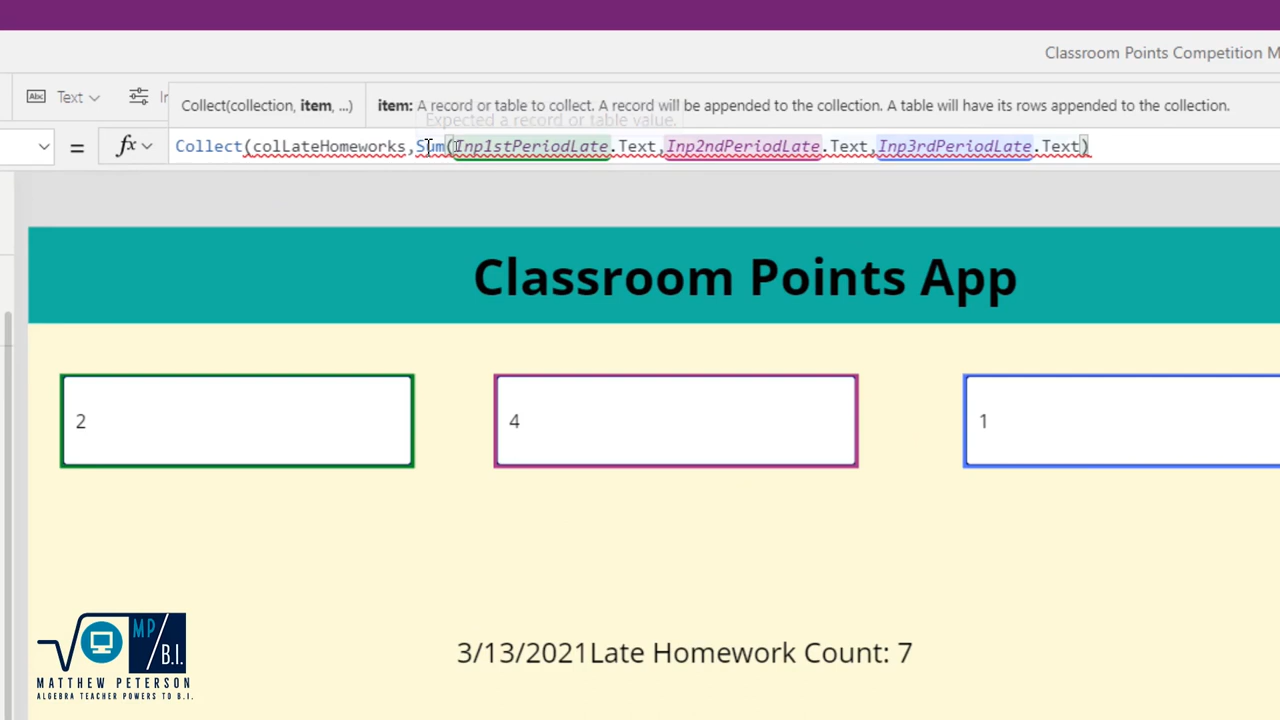 Classroom Points Competition M
Abc Text
Collect(collection, item, ...) item: A record or table to collect. A record will be appended to the collection. A table will have its rows appended to the collection.
Expected a record or table value.
= fx Collect(colLateHomeworks,Sum(Inp1stPeriodLate.Text,Inp2ndPeriodLate.Text,Inp3rdPeriodLate.Text)
Classroom Points App
2 4 1
3/13/2021Late Homework Count: 7
MP
B.I.
MATTHEW PETERSON
ALGEBRA TEACHER POWERS TO B.I.